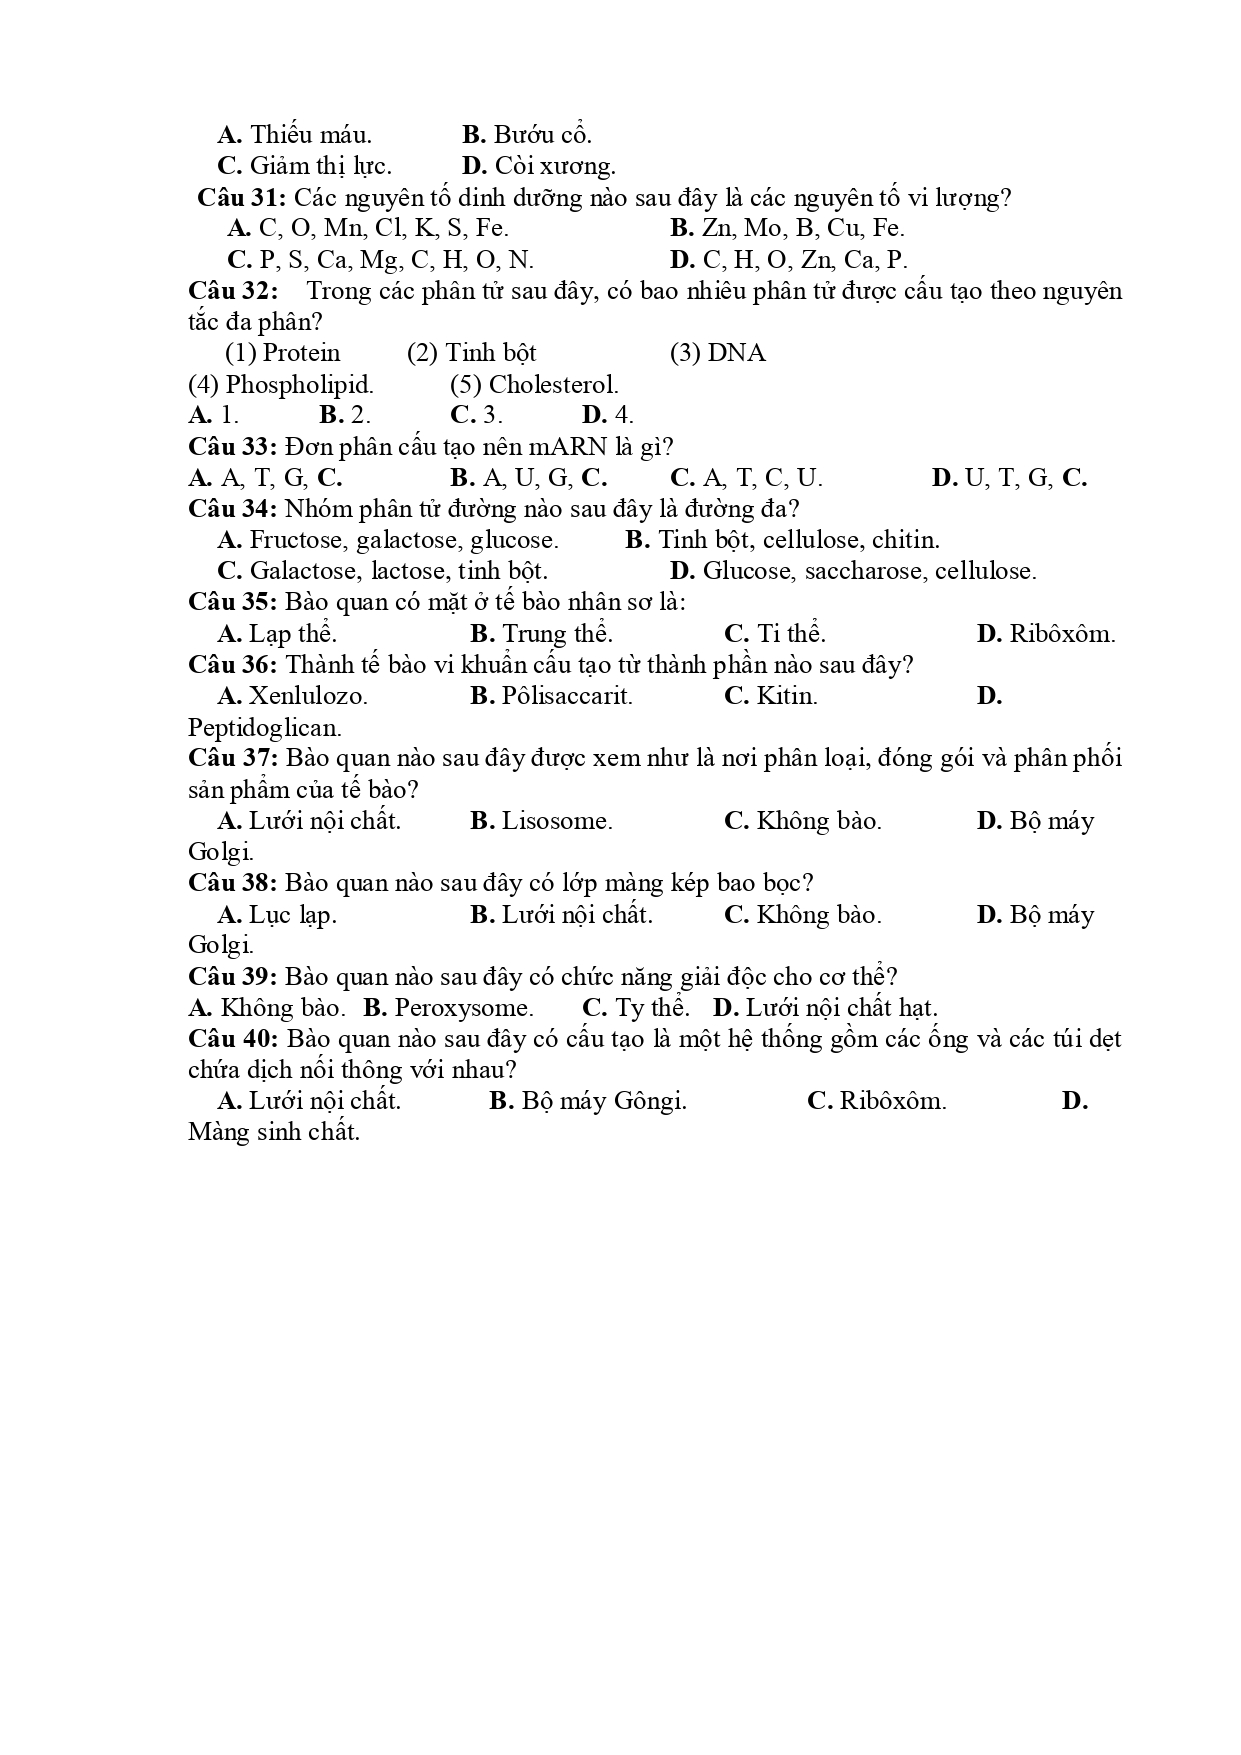 A. Thiếu máu. B. Bướu cổ.
C. Giảm thị lực. D. Còi xương.
Câu 31: Các nguyên tố dinh dưỡng nào sau đây là các nguyên tố vi lượng?
A. C, O, Mn, Cl, K, S, Fe. B. Zn, Mo, B, Cu, Fe.
C. P, S, Ca, Mg, C, H, O, N. D. C, H, O, Zn, Ca, P.
Câu 32: Trong các phân tử sau đây, có bao nhiêu phân tử được cấu tạo theo nguyên
tắc đa phân?
(1) Protein (2) Tinh bột (3) DNA
(4) Phospholipid. (5) Cholesterol.
A. 1. B. 2. C. 3. D. 4.
Câu 33: Đơn phân cấu tạo nên mARN là gì?
A. A, T, G, C. B. A, U, G, C. C. A, T, C, U. D. U, T, G, C.
Câu 34: Nhóm phân tử đường nào sau đây là đường đa?
A. Fructose, galactose, glucose. B. Tinh bột, cellulose, chitin.
C. Galactose, lactose, tinh bột. D. Glucose, saccharose, cellulose.
Câu 35: Bào quan có mặt ở tế bào nhân sơ là:
A. Lạp thể. B. Trung thể. C. Ti thể. D. Ribôxôm.
Câu 36: Thành tế bào vi khuẩn cấu tạo từ thành phần nào sau đây?
A. Xenlulozo. B. Pôlisaccarit. C. Kitin. D.
Peptidoglican.
Câu 37: Bào quan nào sau đây được xem như là nơi phân loại, đóng gói và phân phối
sản phẩm của tế bào?
A. Lưới nội chất. B. Lisosome. C. Không bào. D. Bộ máy
Golgi.
Câu 38: Bào quan nào sau đây có lớp màng kép bao bọc?
A. Lục lạp. B. Lưới nội chất. C. Không bào. D. Bộ máy
Golgi.
Câu 39: Bào quan nào sau đây có chức năng giải độc cho cơ thể?
A. Không bào. B. Peroxysome. C. Ty thể. D. Lưới nội chất hạt.
Câu 40: Bào quan nào sau đây có cấu tạo là một hệ thống gồm các ống và các túi dẹt
chứa dịch nối thông với nhau?
A. Lưới nội chất. B. Bộ máy Gôngi. C. Ribôxôm. D.
Màng sinh chất.